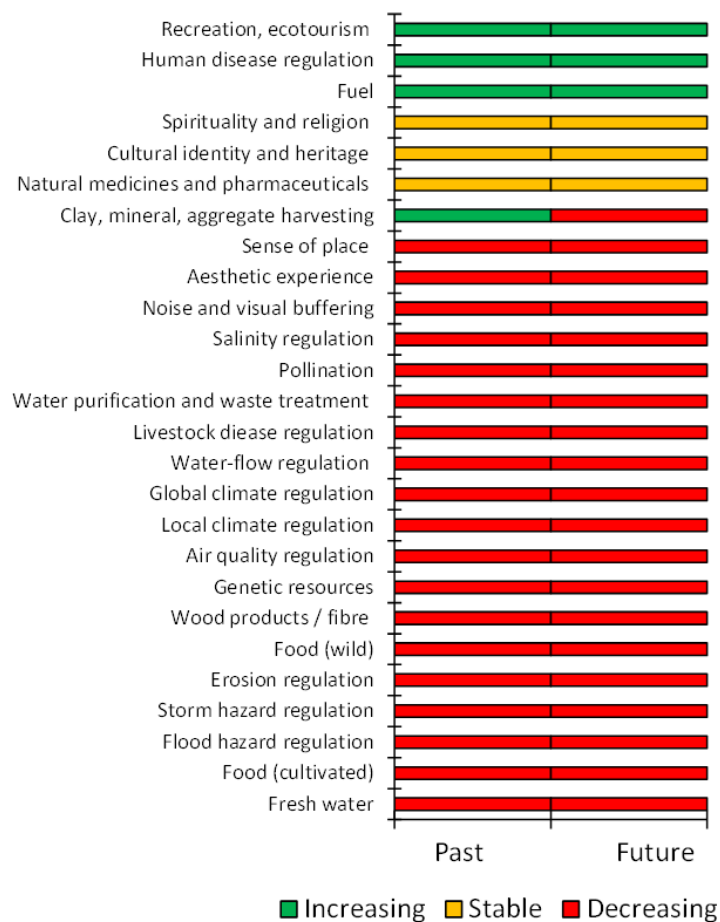 Recreation, ecotourism
Human disease regulation
Fuel
Spirituality and religion
Cultural identity and heritage
Natural medicines and pharmaceuticals
Clay, mineral, aggregate harvesting
Sense of place
Aesthetic experience
Noise and visual buffering
Salinity regulation
Pollination
Water purification and waste treatment
Livestock diease regulation
Water-flow regulation
Global climate regulation
Local climate regulation
Air quality regulation
Genetic resources
Wood products / fibre
Food (wild)
Erosion regulation
Storm hazard regulation
Flood hazard regulation
Food (cultivated)
Fresh water
Past Future
Increasing Stable Decreasing